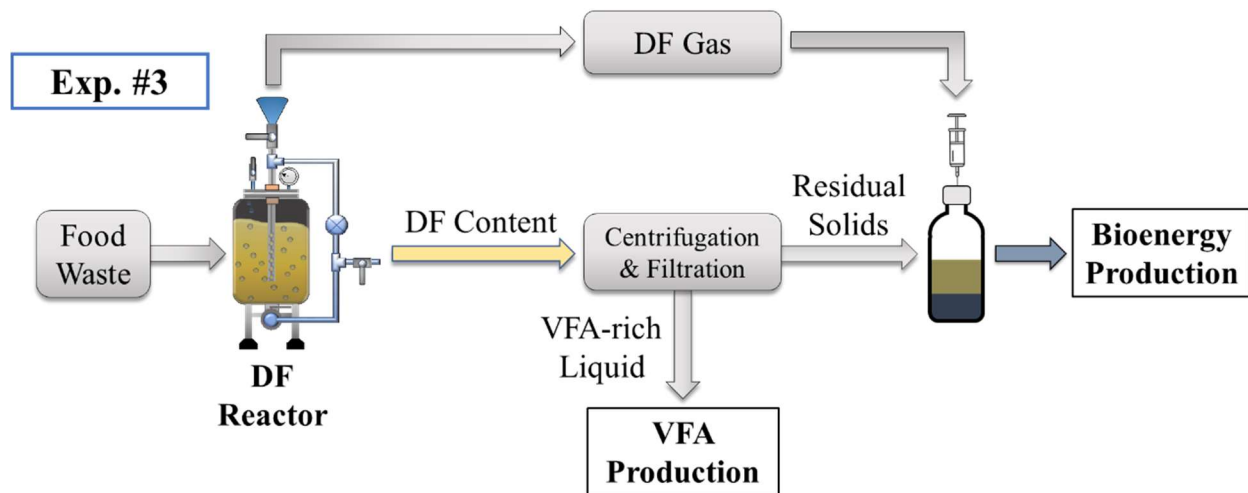 Exp. #3
DF Gas
Food
Waste
DF Content
Centrifugation
& Filtration
Residual
Solids
Bioenergy
Production
VFA-rich
Liquid
DF
Reactor
VFA
Production